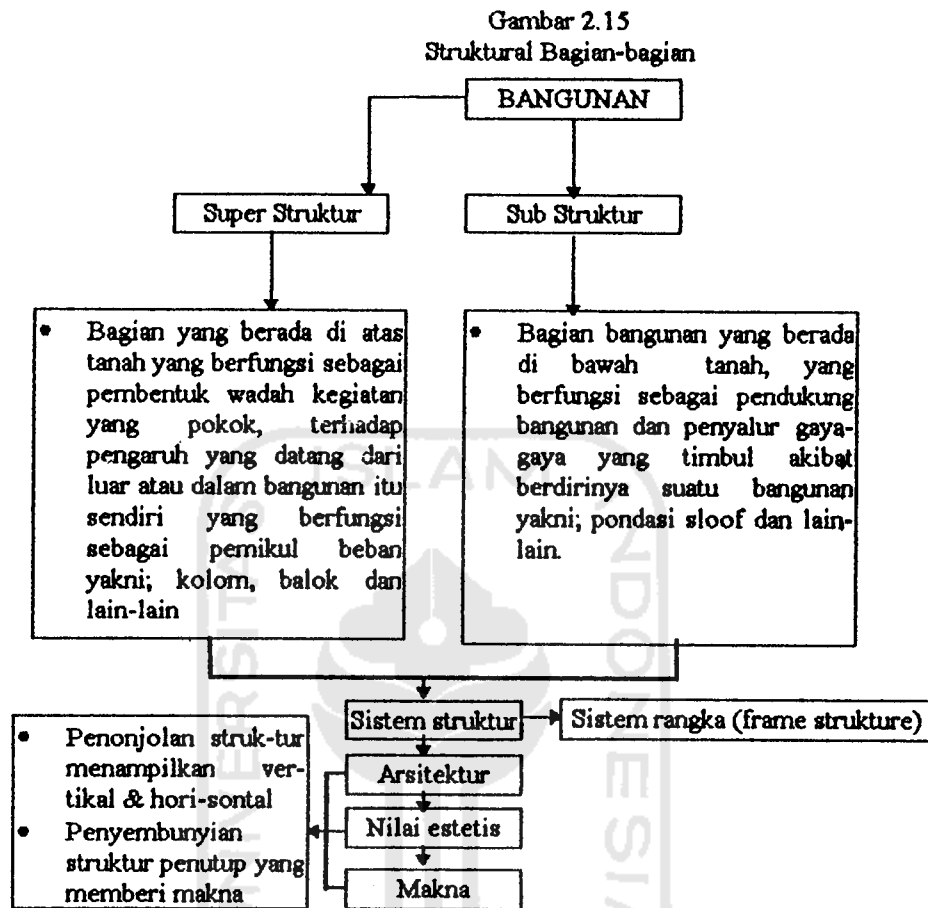 Gambar 2.15
Struktural Bagian-bagian
BANGUNAN
Super Struktur
Sub Struktur
• Bagian yang berada di atas
tanah yang berfungsi sebagai
pembentuk wadah kegiatan
yang pokok, terhadap
pengaruh yang datang dari
luar atau dalam bangunan itu
sendiri yang berfungsi
sebagai pemikul beban
yakni; kolom, balok dan
lain-lain
• Bagian bangunan yang berada
di bawah tanah, yang
berfungsi sebagai pendukung
bangunan dan penyalur gaya-
gaya yang timbul akibat
berdirinya suatu bangunan
yakni; pondasi sloof dan lain-
lain.
Sistem struktur
Sistem rangka (frame strukture)
• Penonjolan struk-tur
menampilkan ver-
tikal & hori-sontal
• Penyembunyian
struktur penutup yang
memberi makna
Arsitektur
Nilai estetis
Makna
UNIVERSITAS
ISLAM
INDONESIA